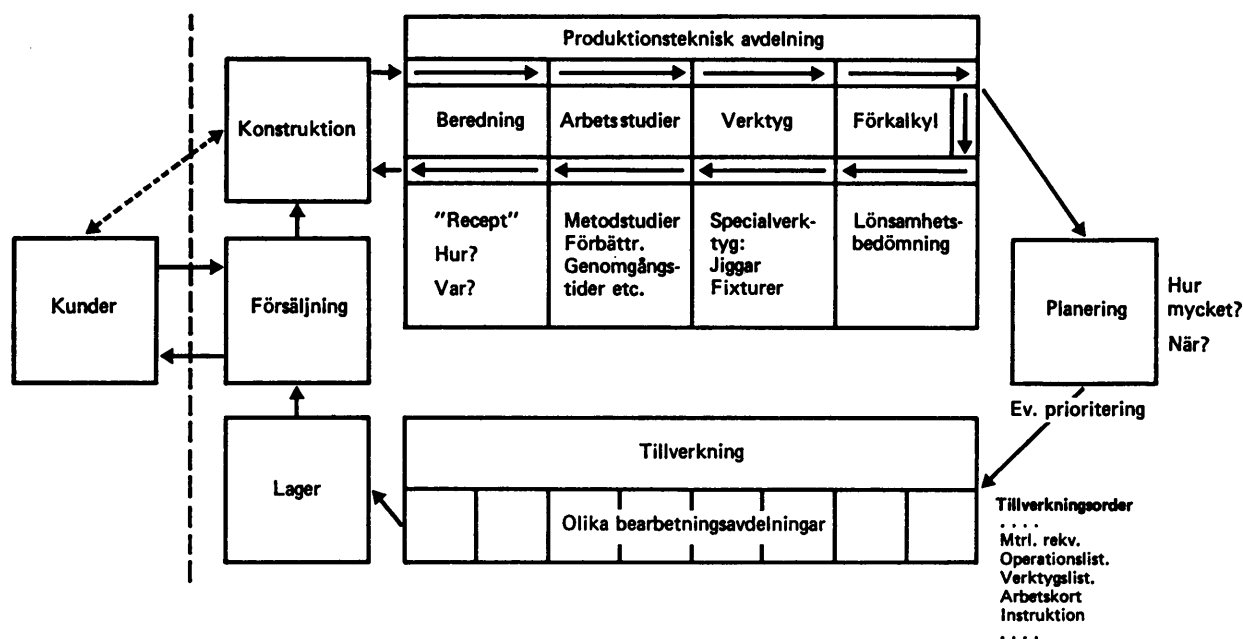 Produktionsteknisk avdelning
Konstruktion
Beredning
Arbetsstudier
Verktyg
Förkalkyl
"Recept"
Hur?
Var?
Metodstudier
Förbättr.
Genomgångs-
tider etc.
Specialverk-
tyg:
Jiggar
Fixturer
Lönsamhets-
bedömning
Kunder
Försäljning
Planering
Hur
mycket?
När?
Ev. prioritering
Lager
Tillverkning
Olika bearbetningsavdelningar
Tillverkningsorder
. . . .
Mtrl. rekv.
Operationslist.
Verktygslist.
Arbetskort
Instruktion
. . . .